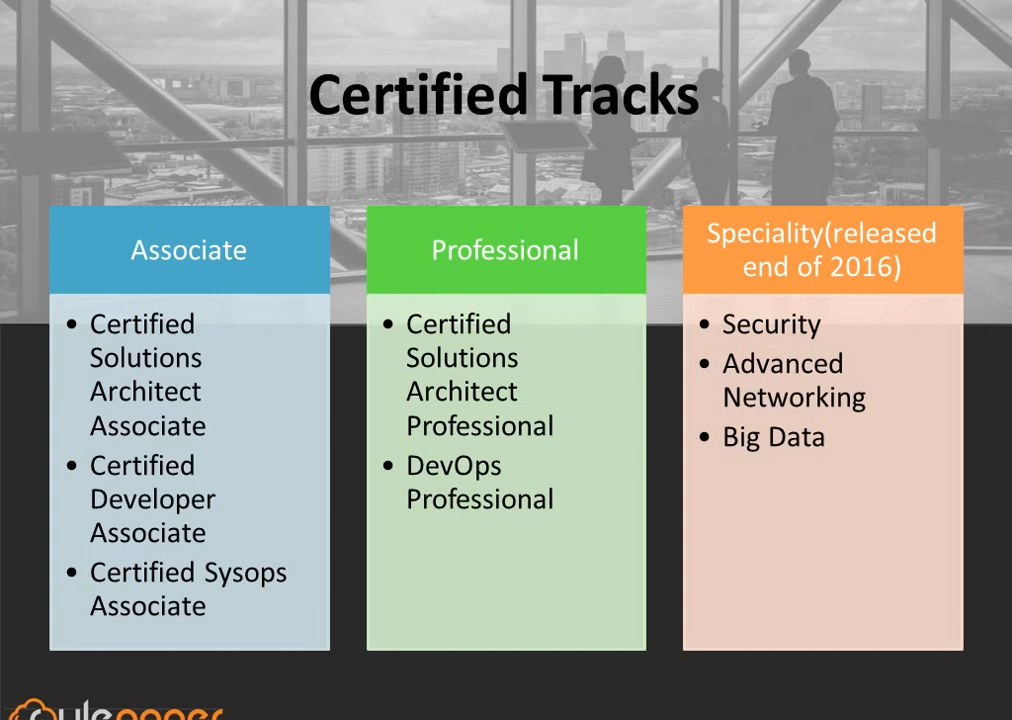 Certified Tracks
Associate
• Certified
Solutions
Architect
Associate
• Certified
Developer
Associate
• Certified Sysops
Associate
Professional
• Certified
Solutions
Architect
Professional
• DevOps
Professional
Speciality(released
end of 2016)
• Security
• Advanced
Networking
• Big Data